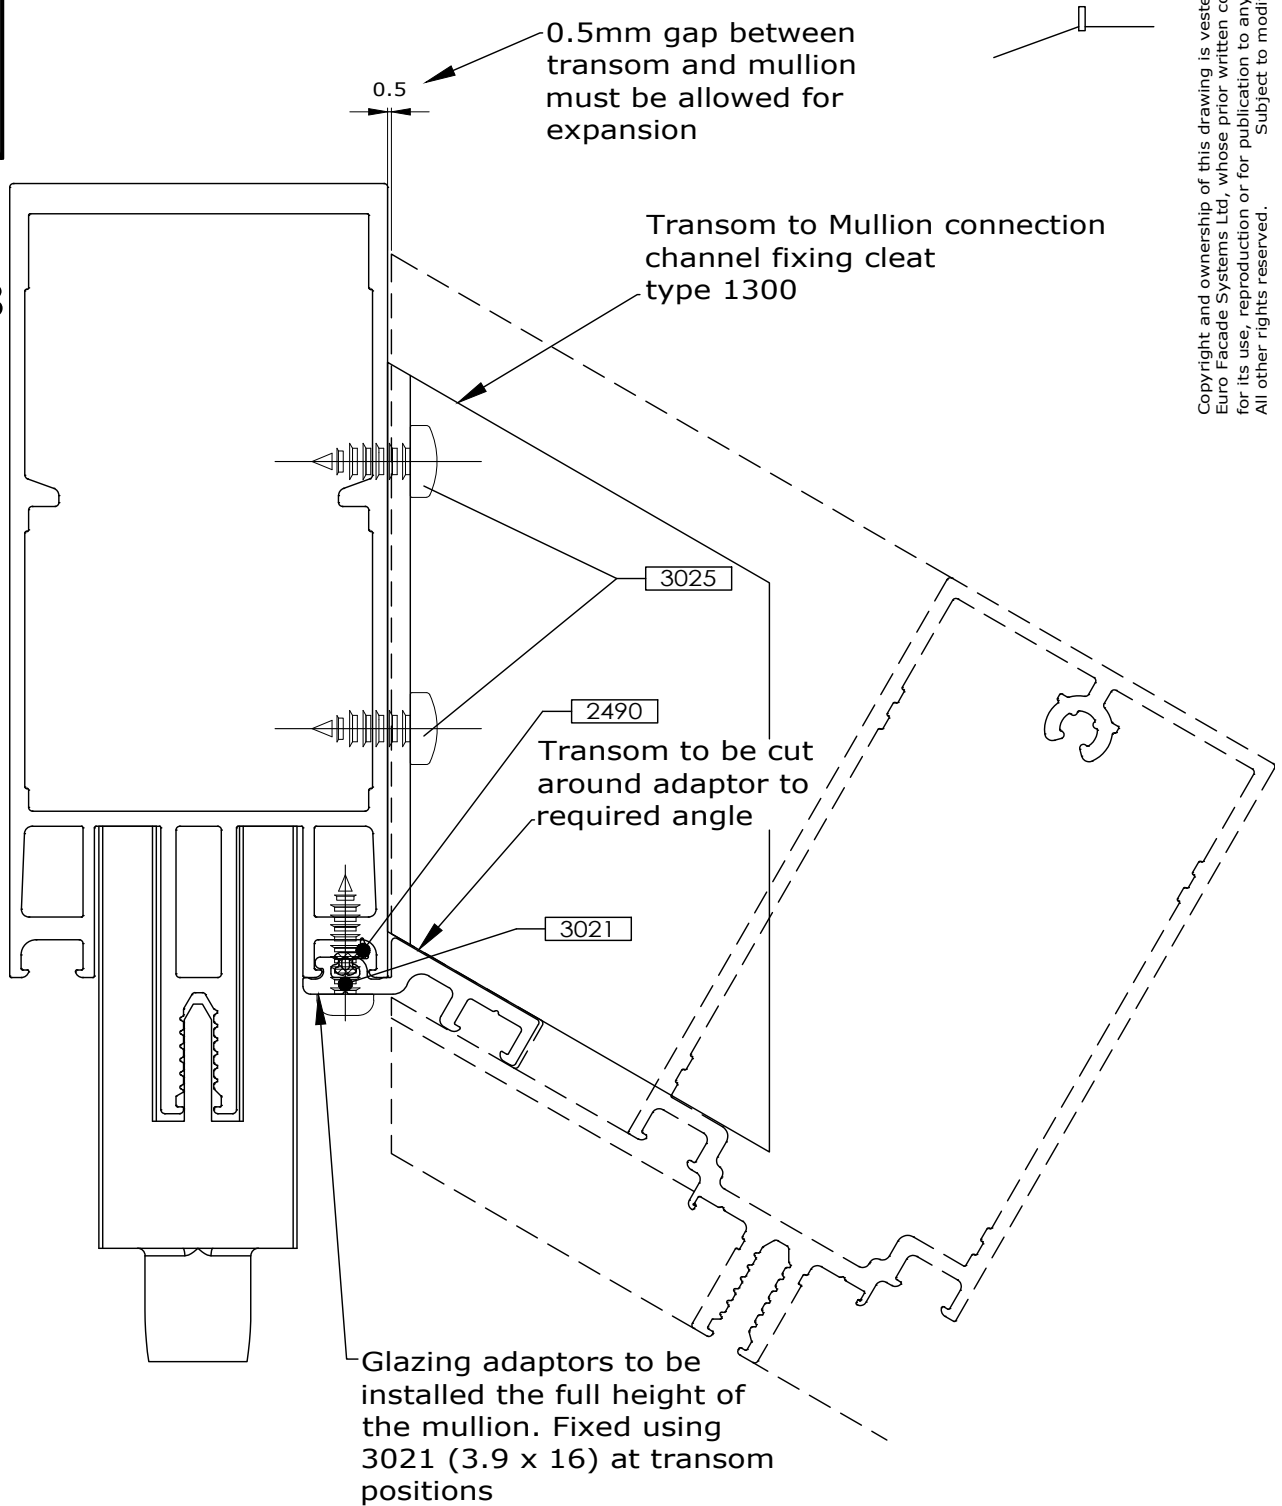 0.5mm gap between
transom and mullion
must be allowed for
expansion
0.5
Transom to Mullion connection
channel fixing cleat
type 1300
3025
2490
Transom to be cut
around adaptor to
required angle
3021
Glazing adaptors to be
installed the full height of
the mullion. Fixed using
3021 (3.9 x 16) at transom
positions
Copyright and ownership of this drawing is veste
Euro Facade Systems Ltd, whose prior written co
for its use, reproduction or for publication to any
All other rights reserved. Subject to modi